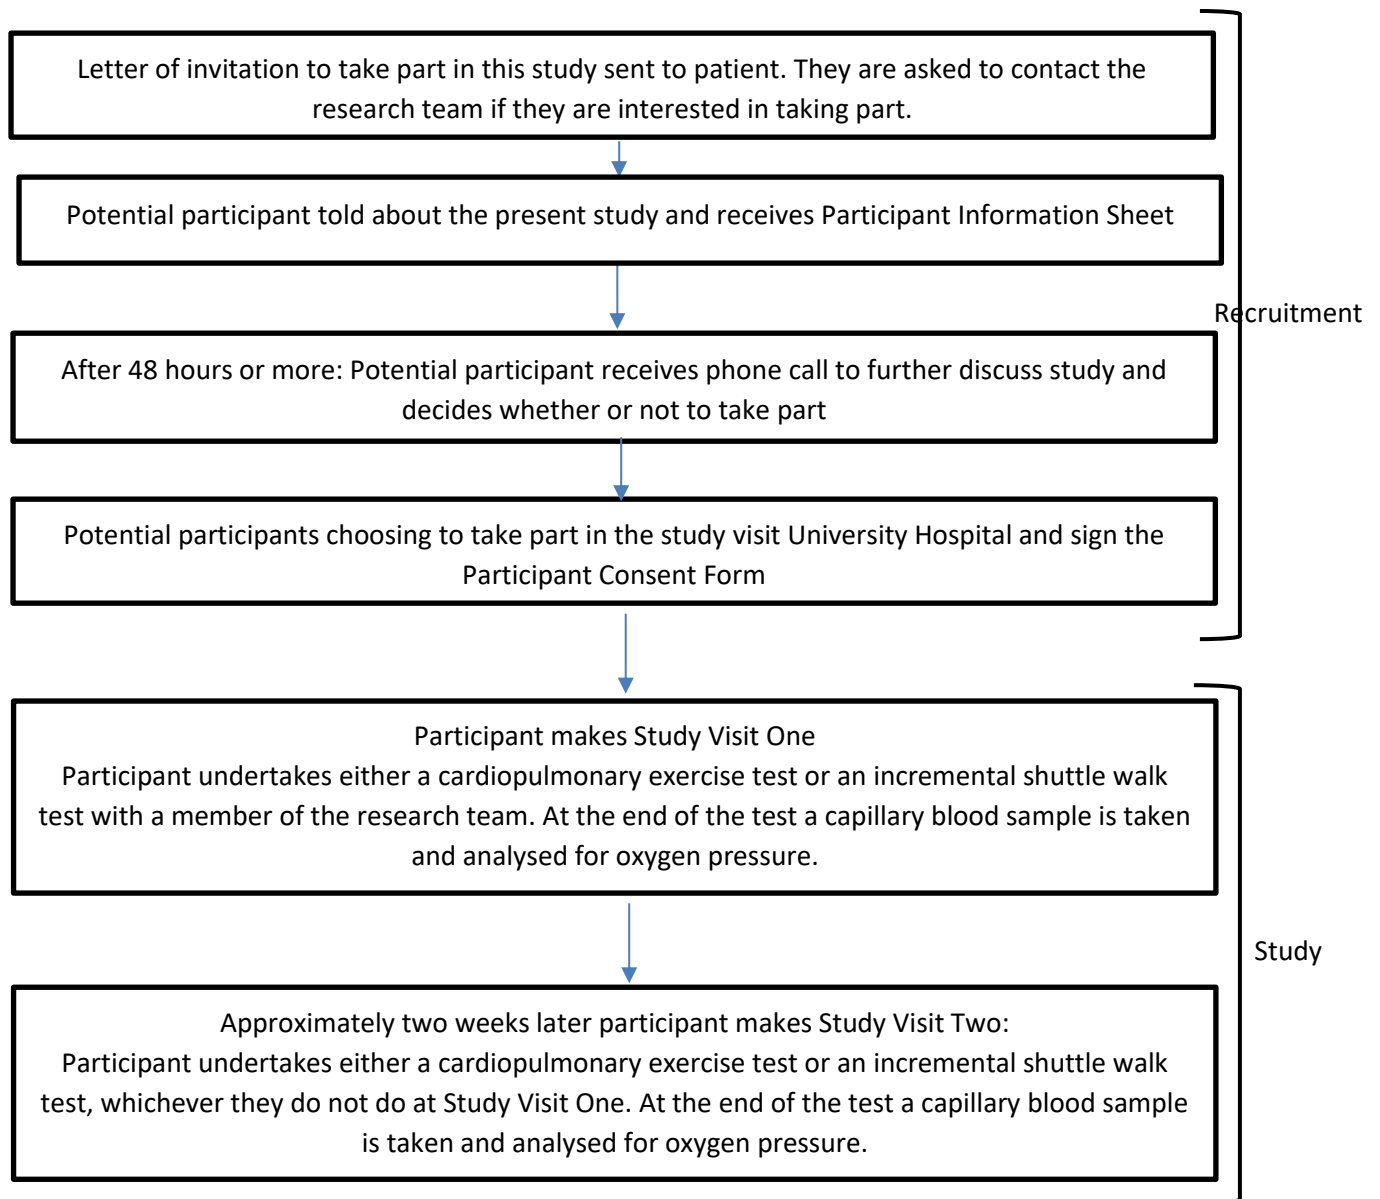 Letter of invitation to take part in this study sent to patient. They are asked to contact the
research team if they are interested in taking part.
Potential participant told about the present study and receives Participant Information Sheet
Recruitment
After 48 hours or more: Potential participant receives phone call to further discuss study and
decides whether or not to take part
Potential participants choosing to take part in the study visit University Hospital and sign the
Participant Consent Form
Participant makes Study Visit One
Participant undertakes either a cardiopulmonary exercise test or an incremental shuttle walk
test with a member of the research team. At the end of the test a capillary blood sample is taken
and analysed for oxygen pressure.
Study
Approximately two weeks later participant makes Study Visit Two:
Participant undertakes either a cardiopulmonary exercise test or an incremental shuttle walk
test, whichever they do not do at Study Visit One. At the end of the test a capillary blood sample
is taken and analysed for oxygen pressure.